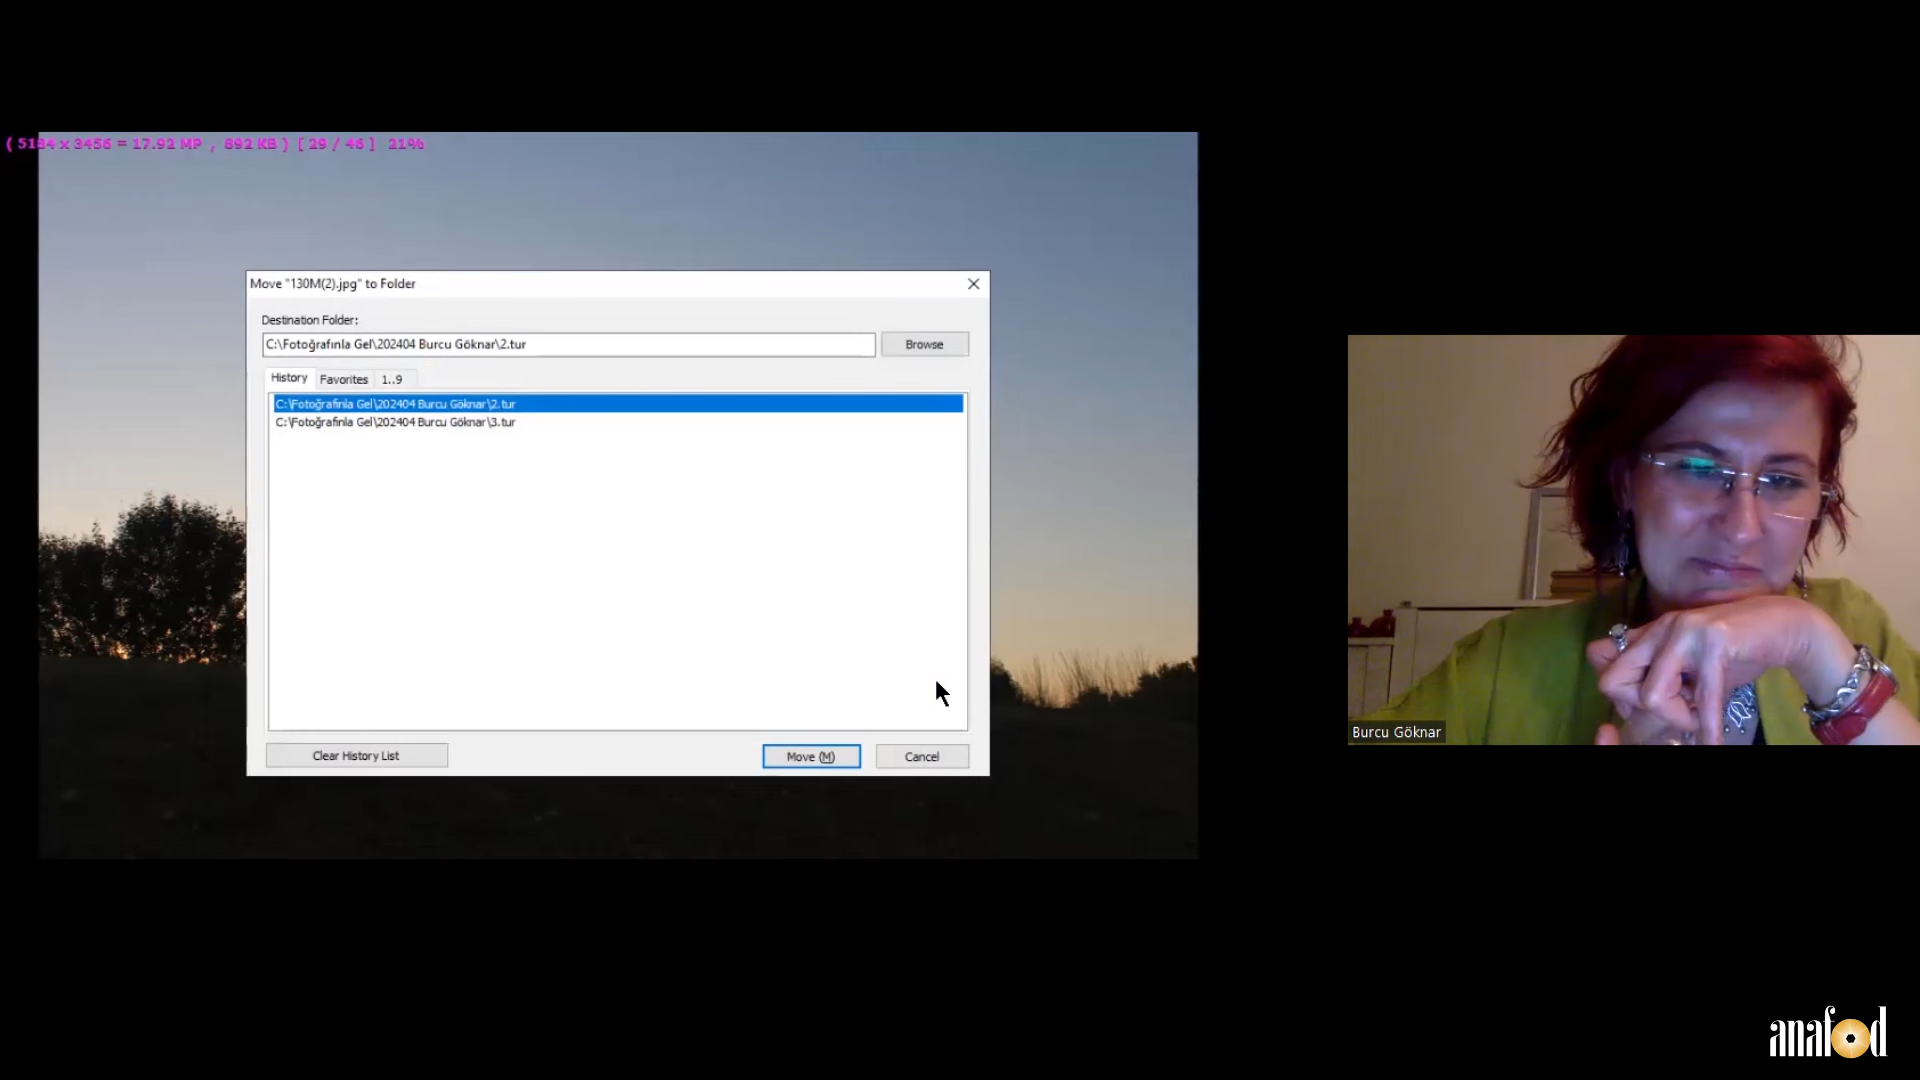 ( 5184 x 3456 = 17.92 MP , 892 KB ) [ 29 / 46 ] 21%
Move "130M(2).jpg" to Folder
Destination Folder:
C:\Fotoğrafınla Gel\202404 Burcu Göknar\2.tur
Browse
History Favorites 1..9
C:\Fotoğrafınla Gel\202404 Burcu Göknar\2.tur
C:\Fotoğrafınla Gel\202404 Burcu Göknar\3.tur
Clear History List
Move (M)
Cancel
Burcu Göknar
anafod